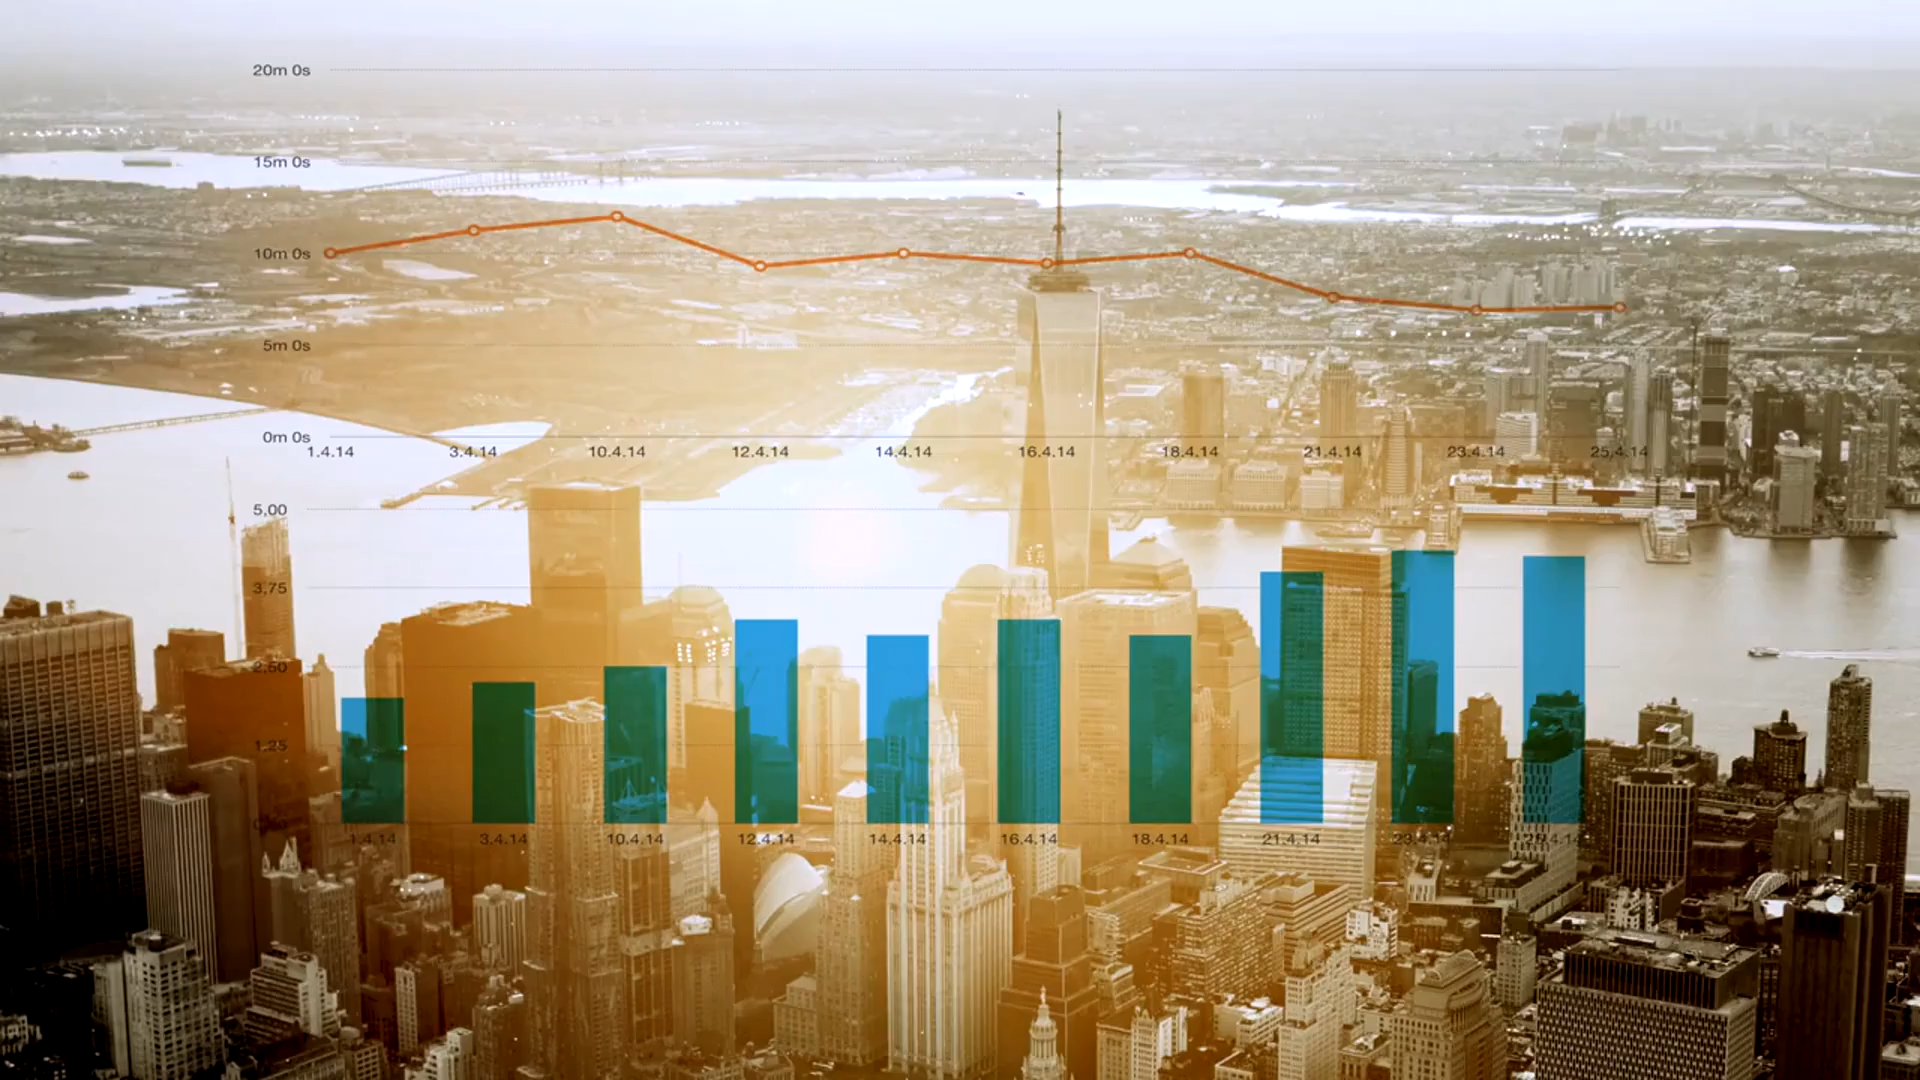 20m 0s
15m 0s
10m 0s
5m 0s
0m 0s
1.4.14 3.4.14 10.4.14 12.4.14 14.4.14 16.4.14 18.4.14 21.4.14 23.4.14 25.4.14
5,00
3,75
2,50
1,25
1.4.14 3.4.14 10.4.14 12.4.14 14.4.14 16.4.14 18.4.14 21.4.14 23.4.14